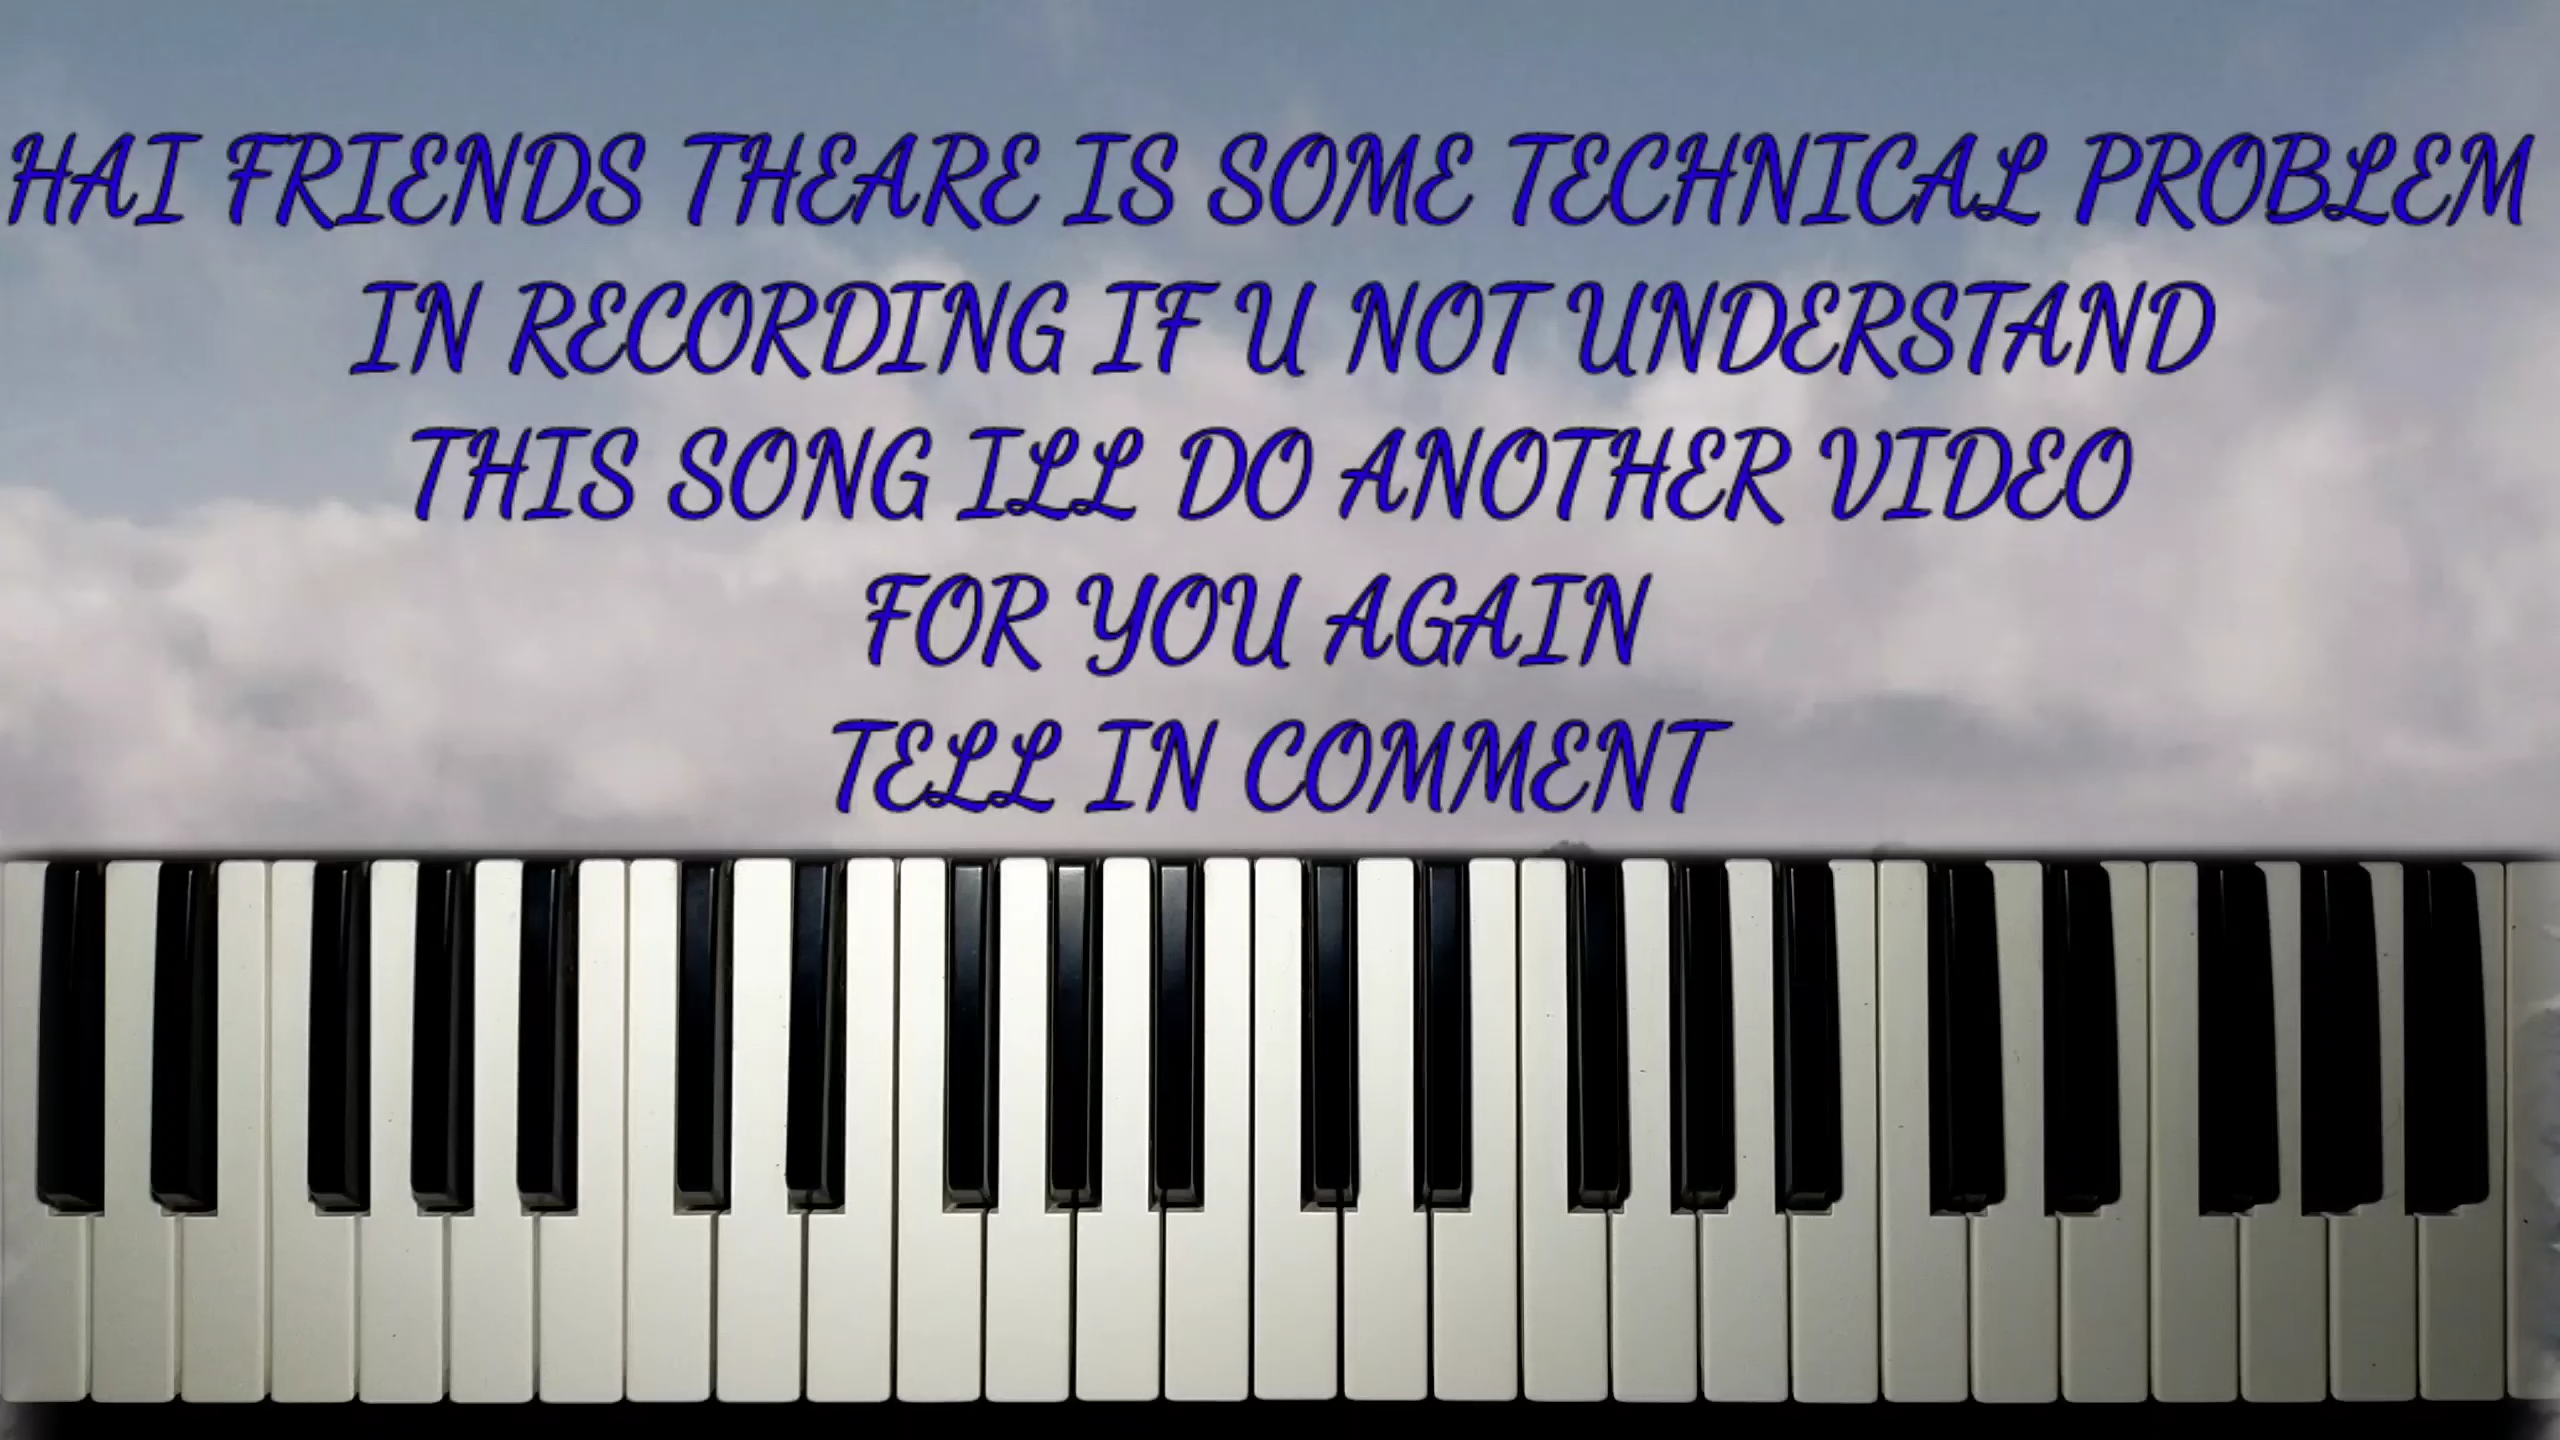 HAI FRIENDS THEARE IS SOME TECHNICAL PROBLEM
IN RECORDING IF U NOT UNDERSTAND
THIS SONG ILL DO ANOTHER VIDEO
FOR YOU AGAIN
TELL IN COMMENT